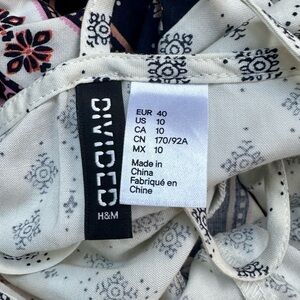 DIVIDED
H&M
EUR 40
US 10
CA 10
CN 170/92A
MX 10
Made in
China
Fabriqué en
Chine